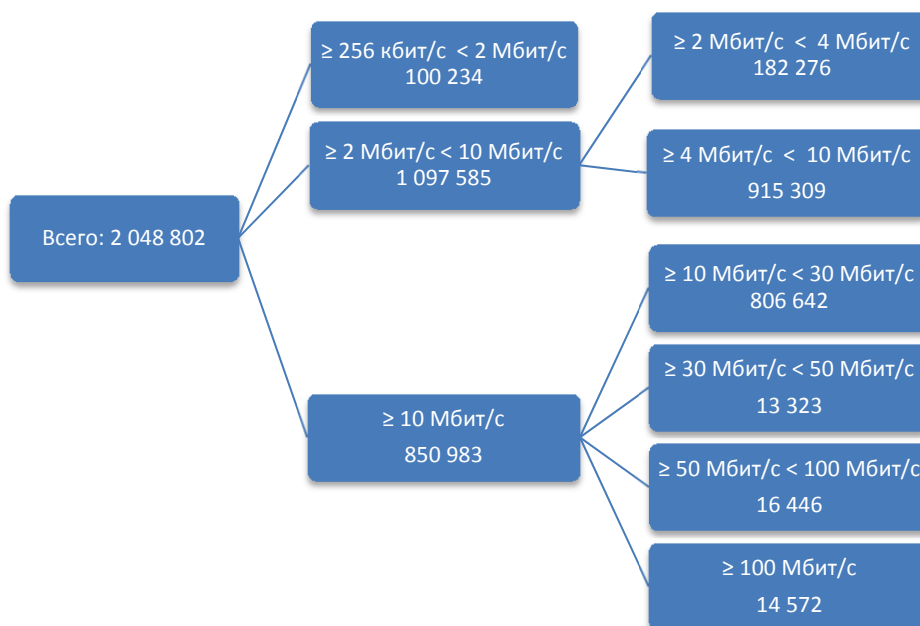 Всего: 2 048 802
≥ 256 кбит/с < 2 Мбит/с
100 234
≥ 2 Мбит/с < 10 Мбит/с
1 097 585
≥ 2 Мбит/с < 4 Мбит/с
182 276
≥ 4 Мбит/с < 10 Мбит/с
915 309
≥ 10 Мбит/с
850 983
≥ 10 Мбит/с < 30 Мбит/с
806 642
≥ 30 Мбит/с < 50 Мбит/с
13 323
≥ 50 Мбит/с < 100 Мбит/с
16 446
≥ 100 Мбит/с
14 572